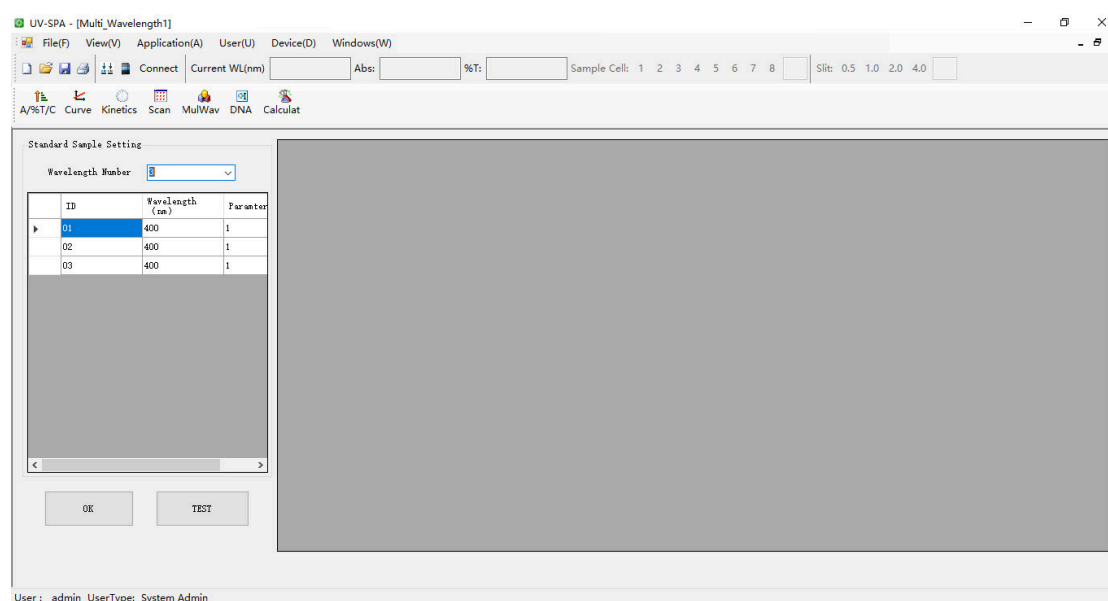 UV-SPA - [Multi_Wavelength1]
File(F) View(V) Application(A) User(U) Device(D) Windows(W)
Connect Current WL(nm) Abs: %T: Sample Cell: 1 2 3 4 5 6 7 8 Slit: 0.5 1.0 2.0 4.0
A/%T/C Curve Kinetics Scan MulWav DNA Calculat
Standard Sample Setting
Wavelength Number 3
ID Wavelength (nm) Paramter
01 400 1
02 400 1
03 400 1
OK TEST
User : admin UserType: System Admin